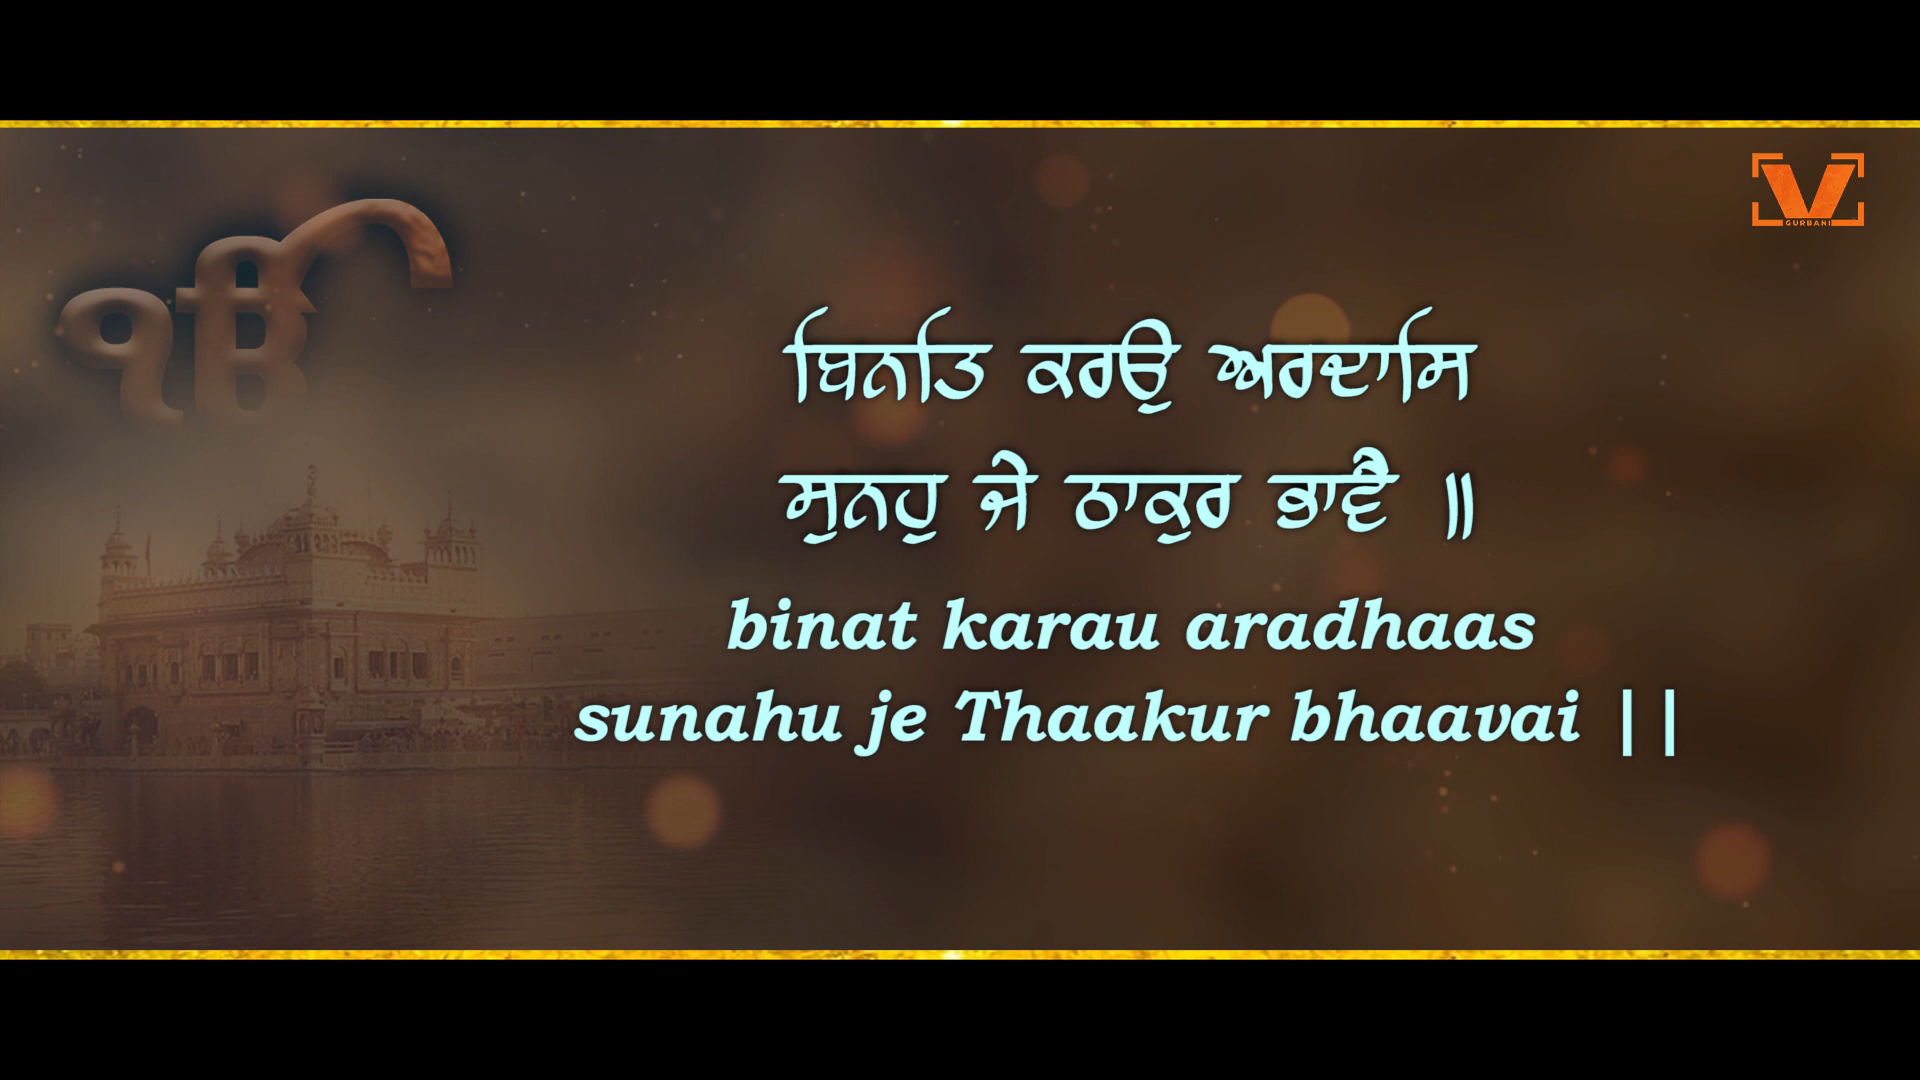 ੴ
GURBANI
ਬਿਨਤਿ ਕਰਉ ਅਰਦਾਸਿ
ਸੁਨਹੁ ਜੇ ਠਾਕੁਰ ਭਾਵੈ ॥
binat karau aradhaas
sunahu je Thaakur bhaavai ||